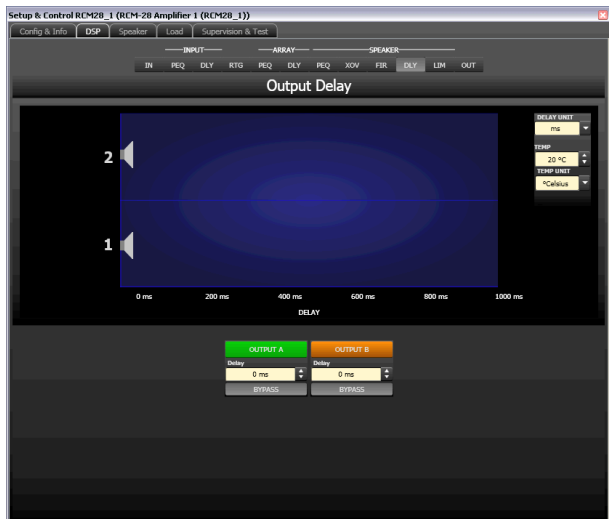 Setup & Control RCM28_1 (RCM-28 Amplifier 1 (RCM28_1))
Config & Info DSP Speaker Load Supervision & Test
INPUT ARRAY SPEAKER
IN PEQ DLY RTG PEQ DLY PEQ XOV FIR DLY LIM OUT
Output Delay
DELAY UNIT
ms
TEMP
20 ºC
TEMP UNIT
ºCelsius
2
1
0 ms 200 ms 400 ms 600 ms 800 ms 1000 ms
DELAY
OUTPUT A OUTPUT B
Delay Delay
0 ms 0 ms
BYPASS BYPASS